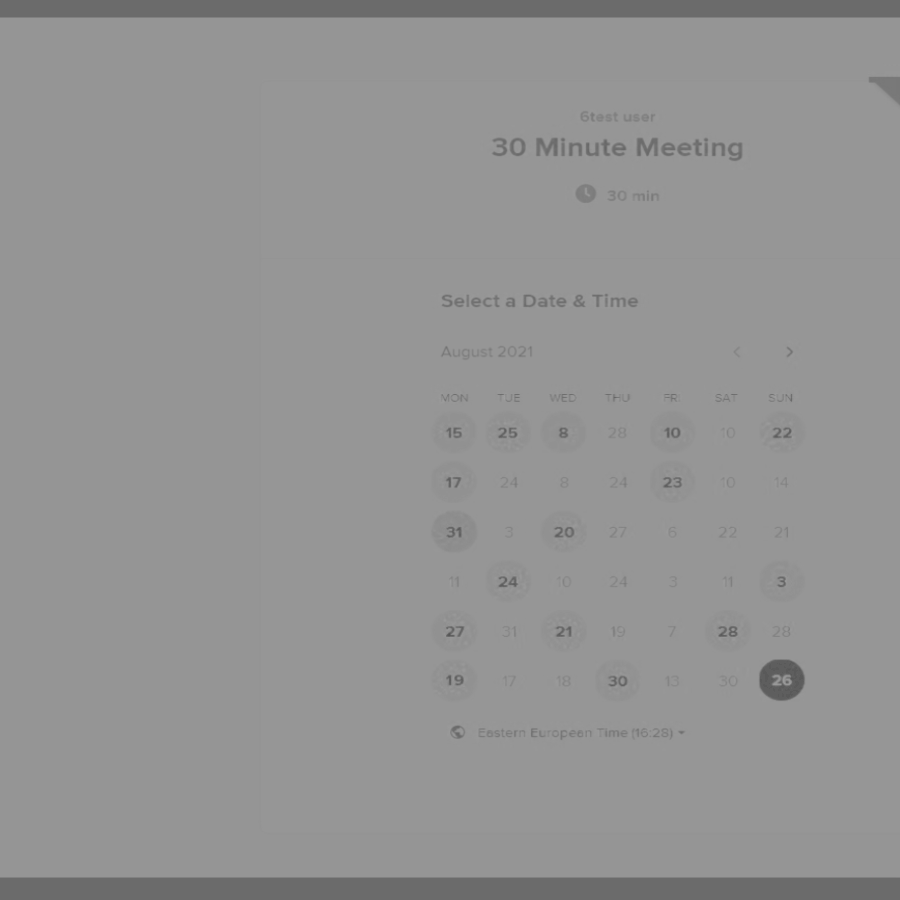 6test user
30 Minute Meeting
30 min
Select a Date & Time
August 2021
MON TUE WED THU FRI SAT SUN
15 25 8 28 10 10 22
17 24 8 24 23 10 14
31 3 20 27 6 22 21
11 24 10 24 3 11 3
27 31 21 19 7 28 28
19 17 18 30 13 30 26
Eastern European Time (16:28)